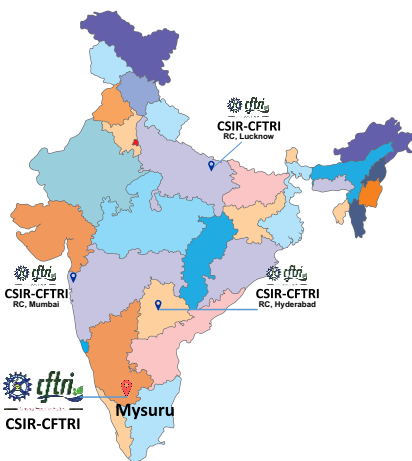 cftri
CSIR-CFTRI
RC, Lucknow
cftri
CSIR-CFTRI
RC, Mumbai
cftri
CSIR-CFTRI
RC, Hyderabad
cftri
CSIR-CFTRI
Mysuru